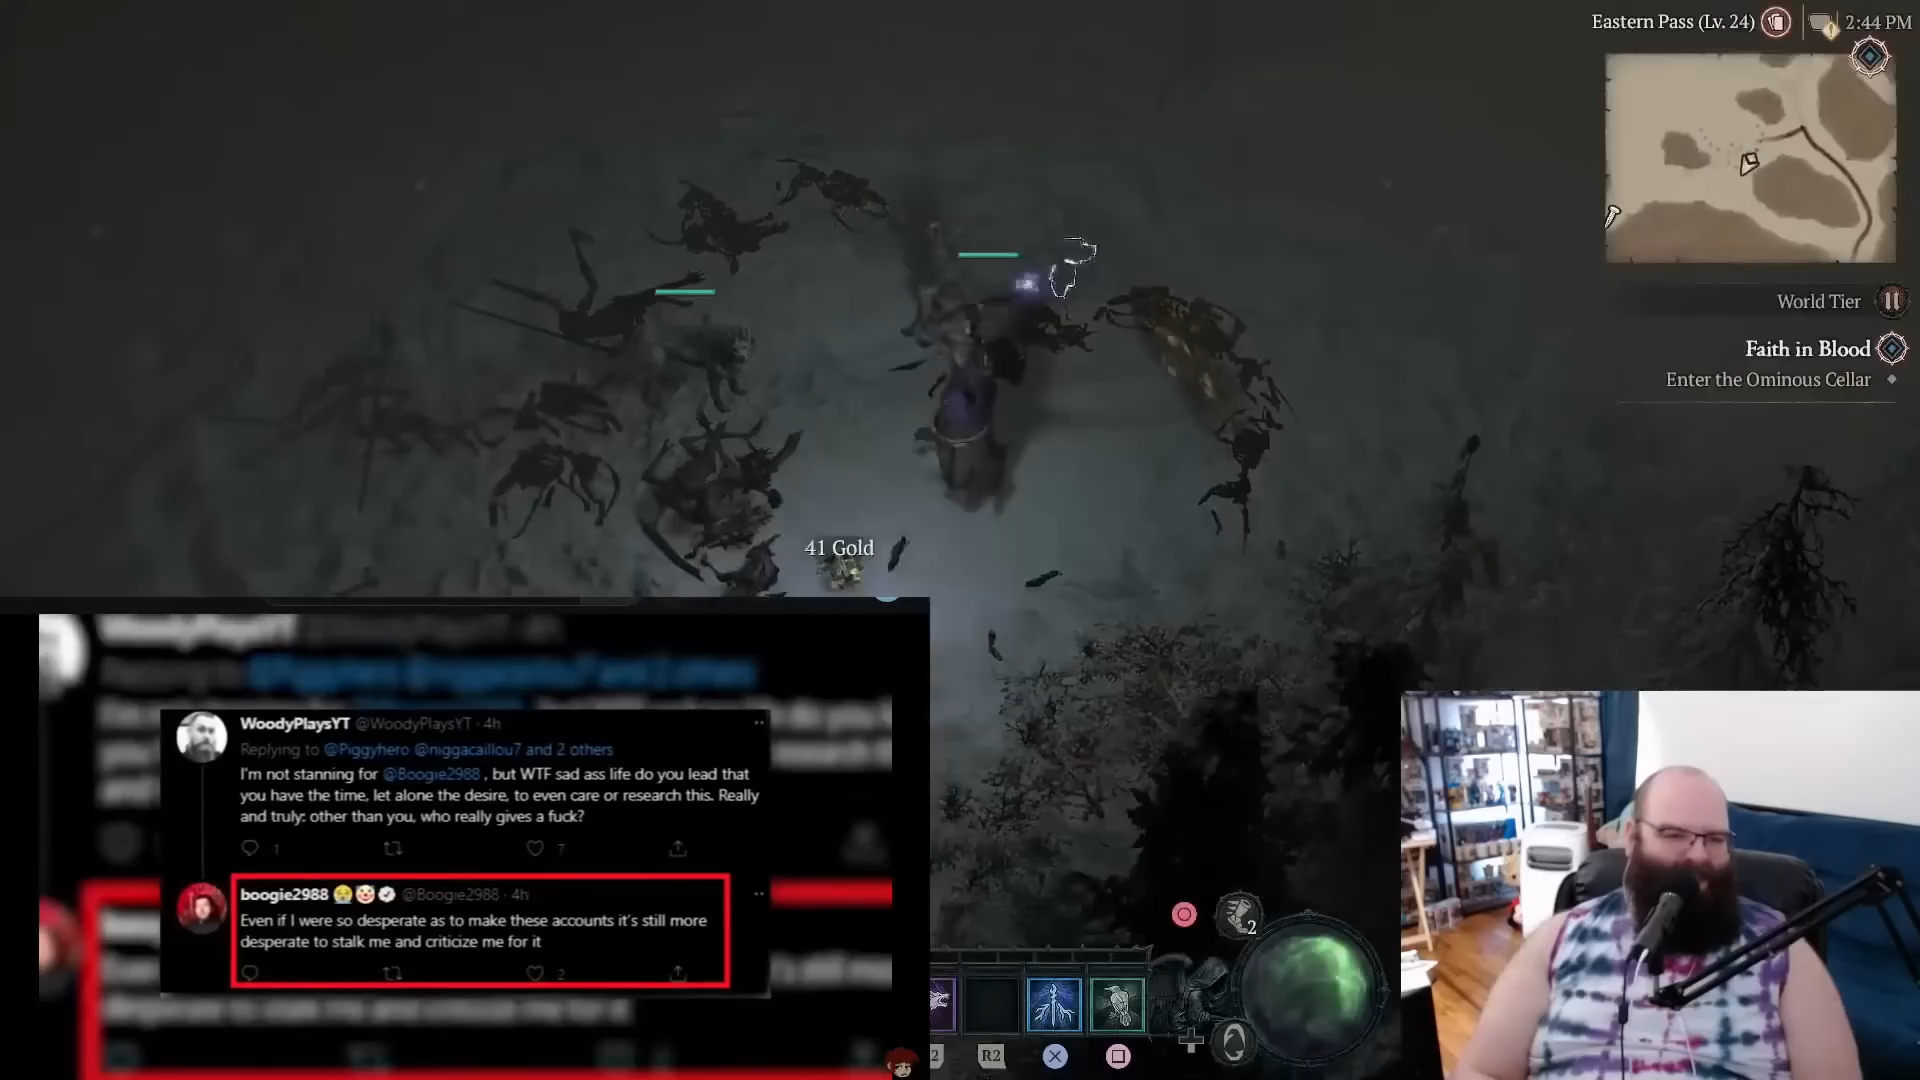 Eastern Pass (Lv. 24)
2:44 PM
World Tier
Faith in Blood
Enter the Ominous Cellar
41 Gold
WoodyPlaysYT @WoodyPlaysYT · 4h
Replying to @Piggyhero @niggacaillou7 and 2 others
I'm not stanning for @Boogie2988 , but WTF sad ass life do you lead that
you have the time, let alone the desire, to even care or research this. Really
and truly: other than you, who really gives a fuck?
1
7
boogie2988 😭🤡 @Boogie2988 · 4h
Even if I were so desperate as to make these accounts it's still more
desperate to stalk me and criticize me for it
2
2
2
R2